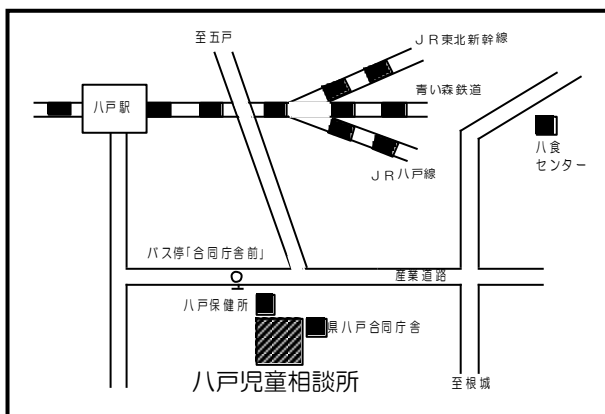 至五戸
JR東北新幹線
青い森鉄道
八戸駅
八食
センター
JR八戸線
バス停「合同庁舎前」
産業道路
八戸保健所
県八戸合同庁舎
八戸児童相談所
至根城